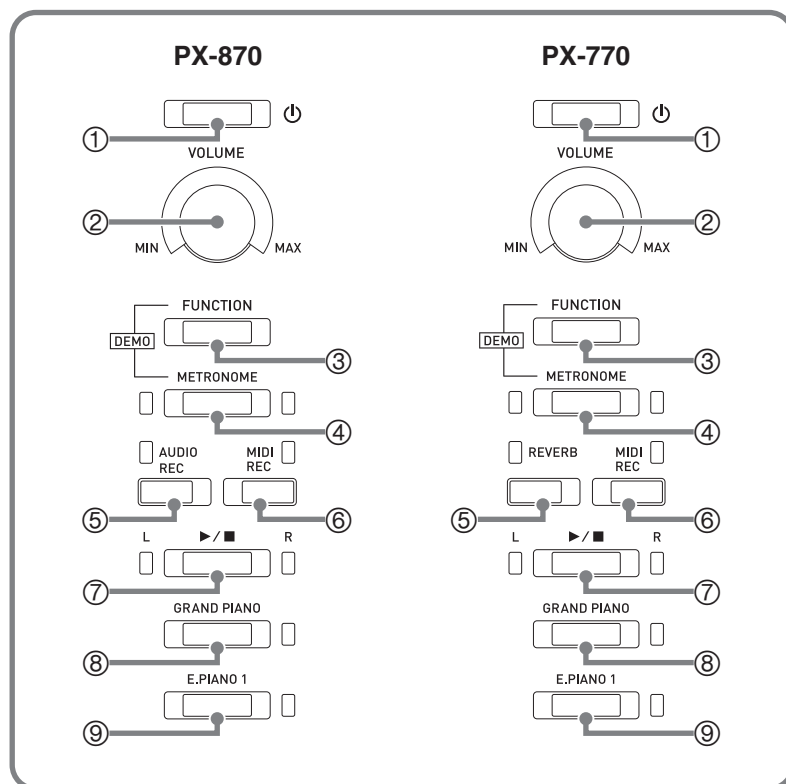 PX-870
① ⏻
VOLUME
②
MIN MAX
FUNCTION
DEMO
③
METRONOME
④
AUDIO REC
MIDI REC
⑤ ⑥
L ▶/■ R
⑦
GRAND PIANO
⑧
E.PIANO 1
⑨
PX-770
⏻ ①
VOLUME
②
MIN MAX
FUNCTION
DEMO
③
METRONOME
④
REVERB
MIDI REC
⑤ ⑥
L ▶/■ R
⑦
GRAND PIANO
⑧
E.PIANO 1
⑨